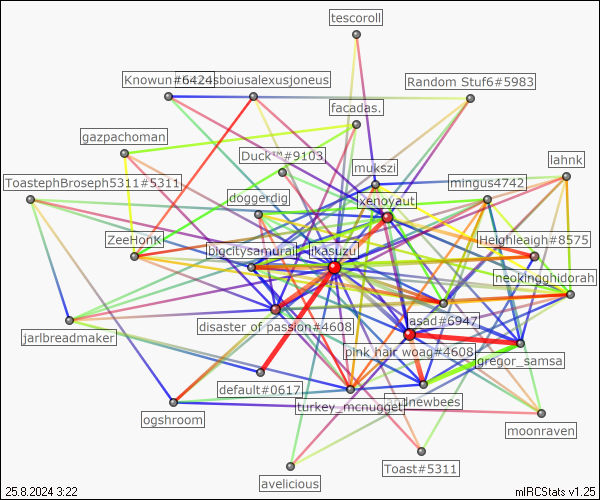 tescoroll
Knowun#6424
sboiusalexusjoneus
Random Stuf6#5983
facadas.
gazpachoman
Duck™#9103
mukszi
lahnk
ToastephBroseph5311#5311
doggerdig
xenoyaut
mingus4742
ZeeHonK
bigcitysamurai
ikasuzu
Heighleaigh#8575
neokingghidorah
disaster of passion#4608
asad#6947
jarlbreadmaker
pink hair woag#4608
gregor_samsa
default#0617
turkey_mcnugget
andnewbees
ogshroom
moonraven
Toast#5311
avelicious
25.8.2024 3:22
mIRCStats v1.25